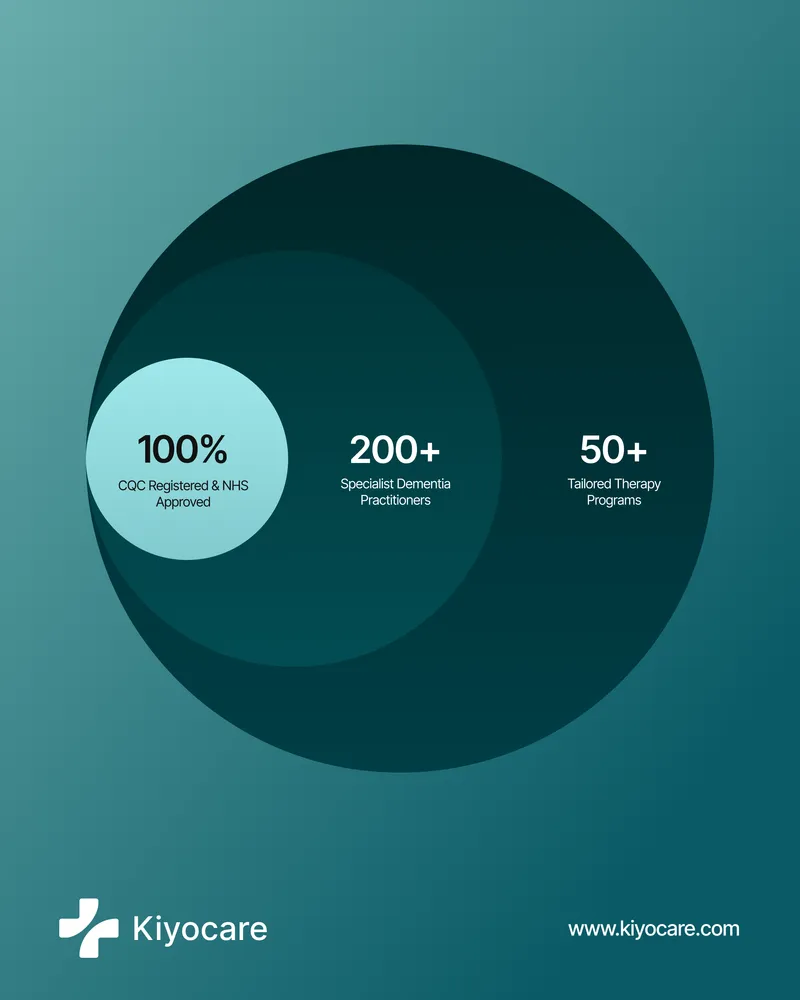 100%
CQC Registered & NHS
Approved
200+
Specialist Dementia
Practitioners
50+
Tailored Therapy
Programs
Kiyocare
www.kiyocare.com